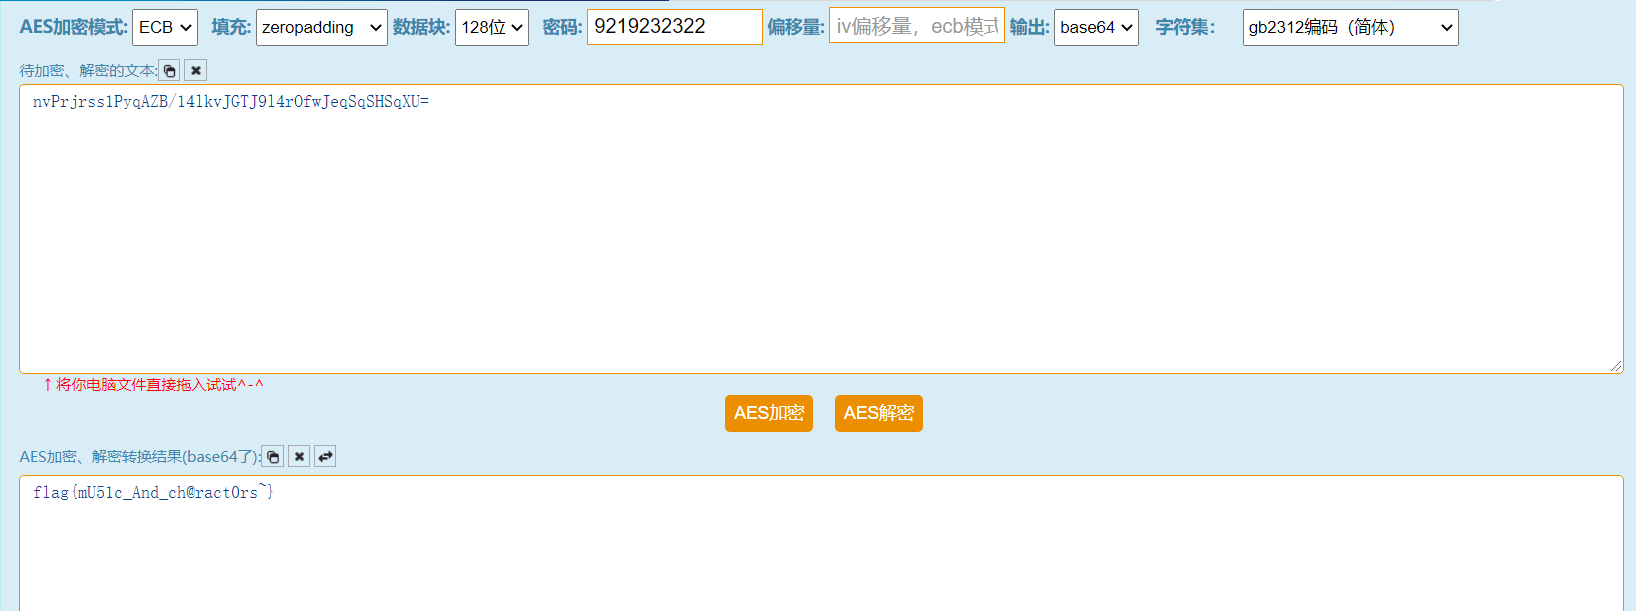 AES加密模式: ECB 填充: zeropadding 数据块: 128位 密码: 9219232322 偏移量: iv偏移量，ecb模式 输出: base64 字符集： gb2312编码（简体）
待加密、解密的文本:
nvPrjrss1PyqAZB/14lkvJGTJ9l4rOfwJeqSqSHSqXU=
↑将你电脑文件直接拖入试试^-^
AES加密 AES解密
AES加密、解密转换结果(base64了):
flag{mU51c_And_ch@ract0rs~}